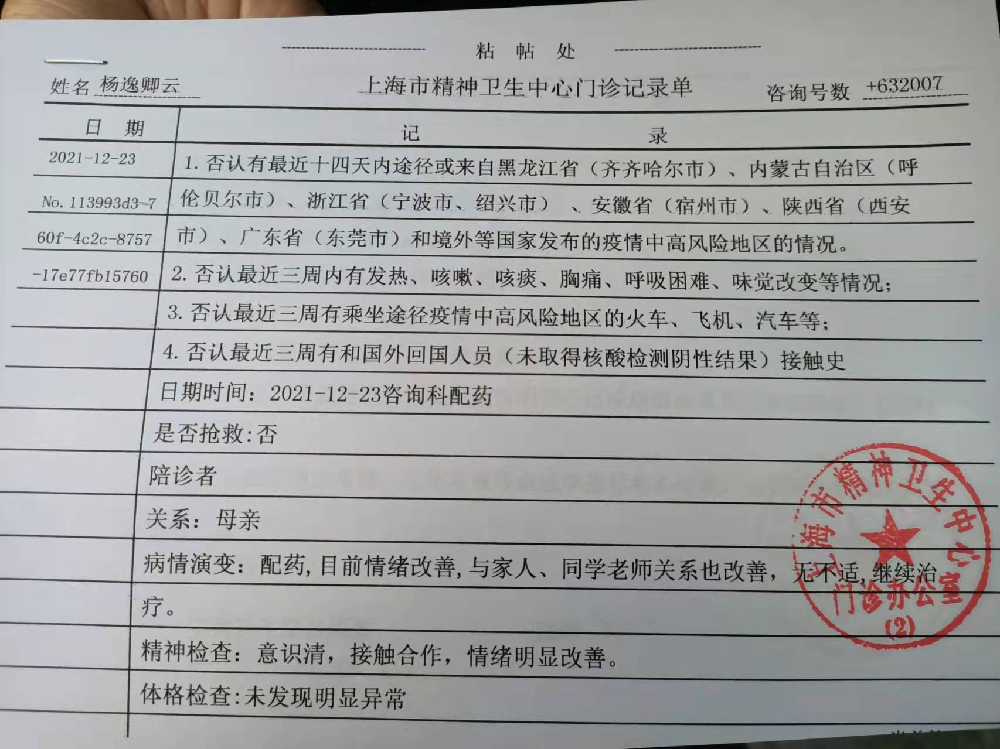 粘 帖 处
姓名 杨逸卿云 上海市精神卫生中心门诊记录单 咨询号数 +632007
日 期 记 录
2021-12-23 1.否认有最近十四天内途径或来自黑龙江省（齐齐哈尔市）、内蒙古自治区（呼
No.113993d3-7 伦贝尔市）、浙江省（宁波市、绍兴市） 、安徽省（宿州市）、陕西省（西安
60f-4c2c-8757 市）、广东省（东莞市）和境外等国家发布的疫情中高风险地区的情况。
-17e77fb15760 2.否认最近三周内有发热、咳嗽、咳痰、胸痛、呼吸困难、味觉改变等情况；
3.否认最近三周有乘坐途径疫情中高风险地区的火车、飞机、汽车等；
4.否认最近三周有和国外回国人员（未取得核酸检测阴性结果）接触史
日期时间：2021-12-23咨询科配药
是否抢救:否
陪诊者
关系：母亲
病情演变：配药,目前情绪改善,与家人、同学老师关系也改善，无不适,继续治
疗。
精神检查：意识清，接触合作，情绪明显改善。
体格检查:未发现明显异常
上海市精神卫生中心
门诊办公室
(2)